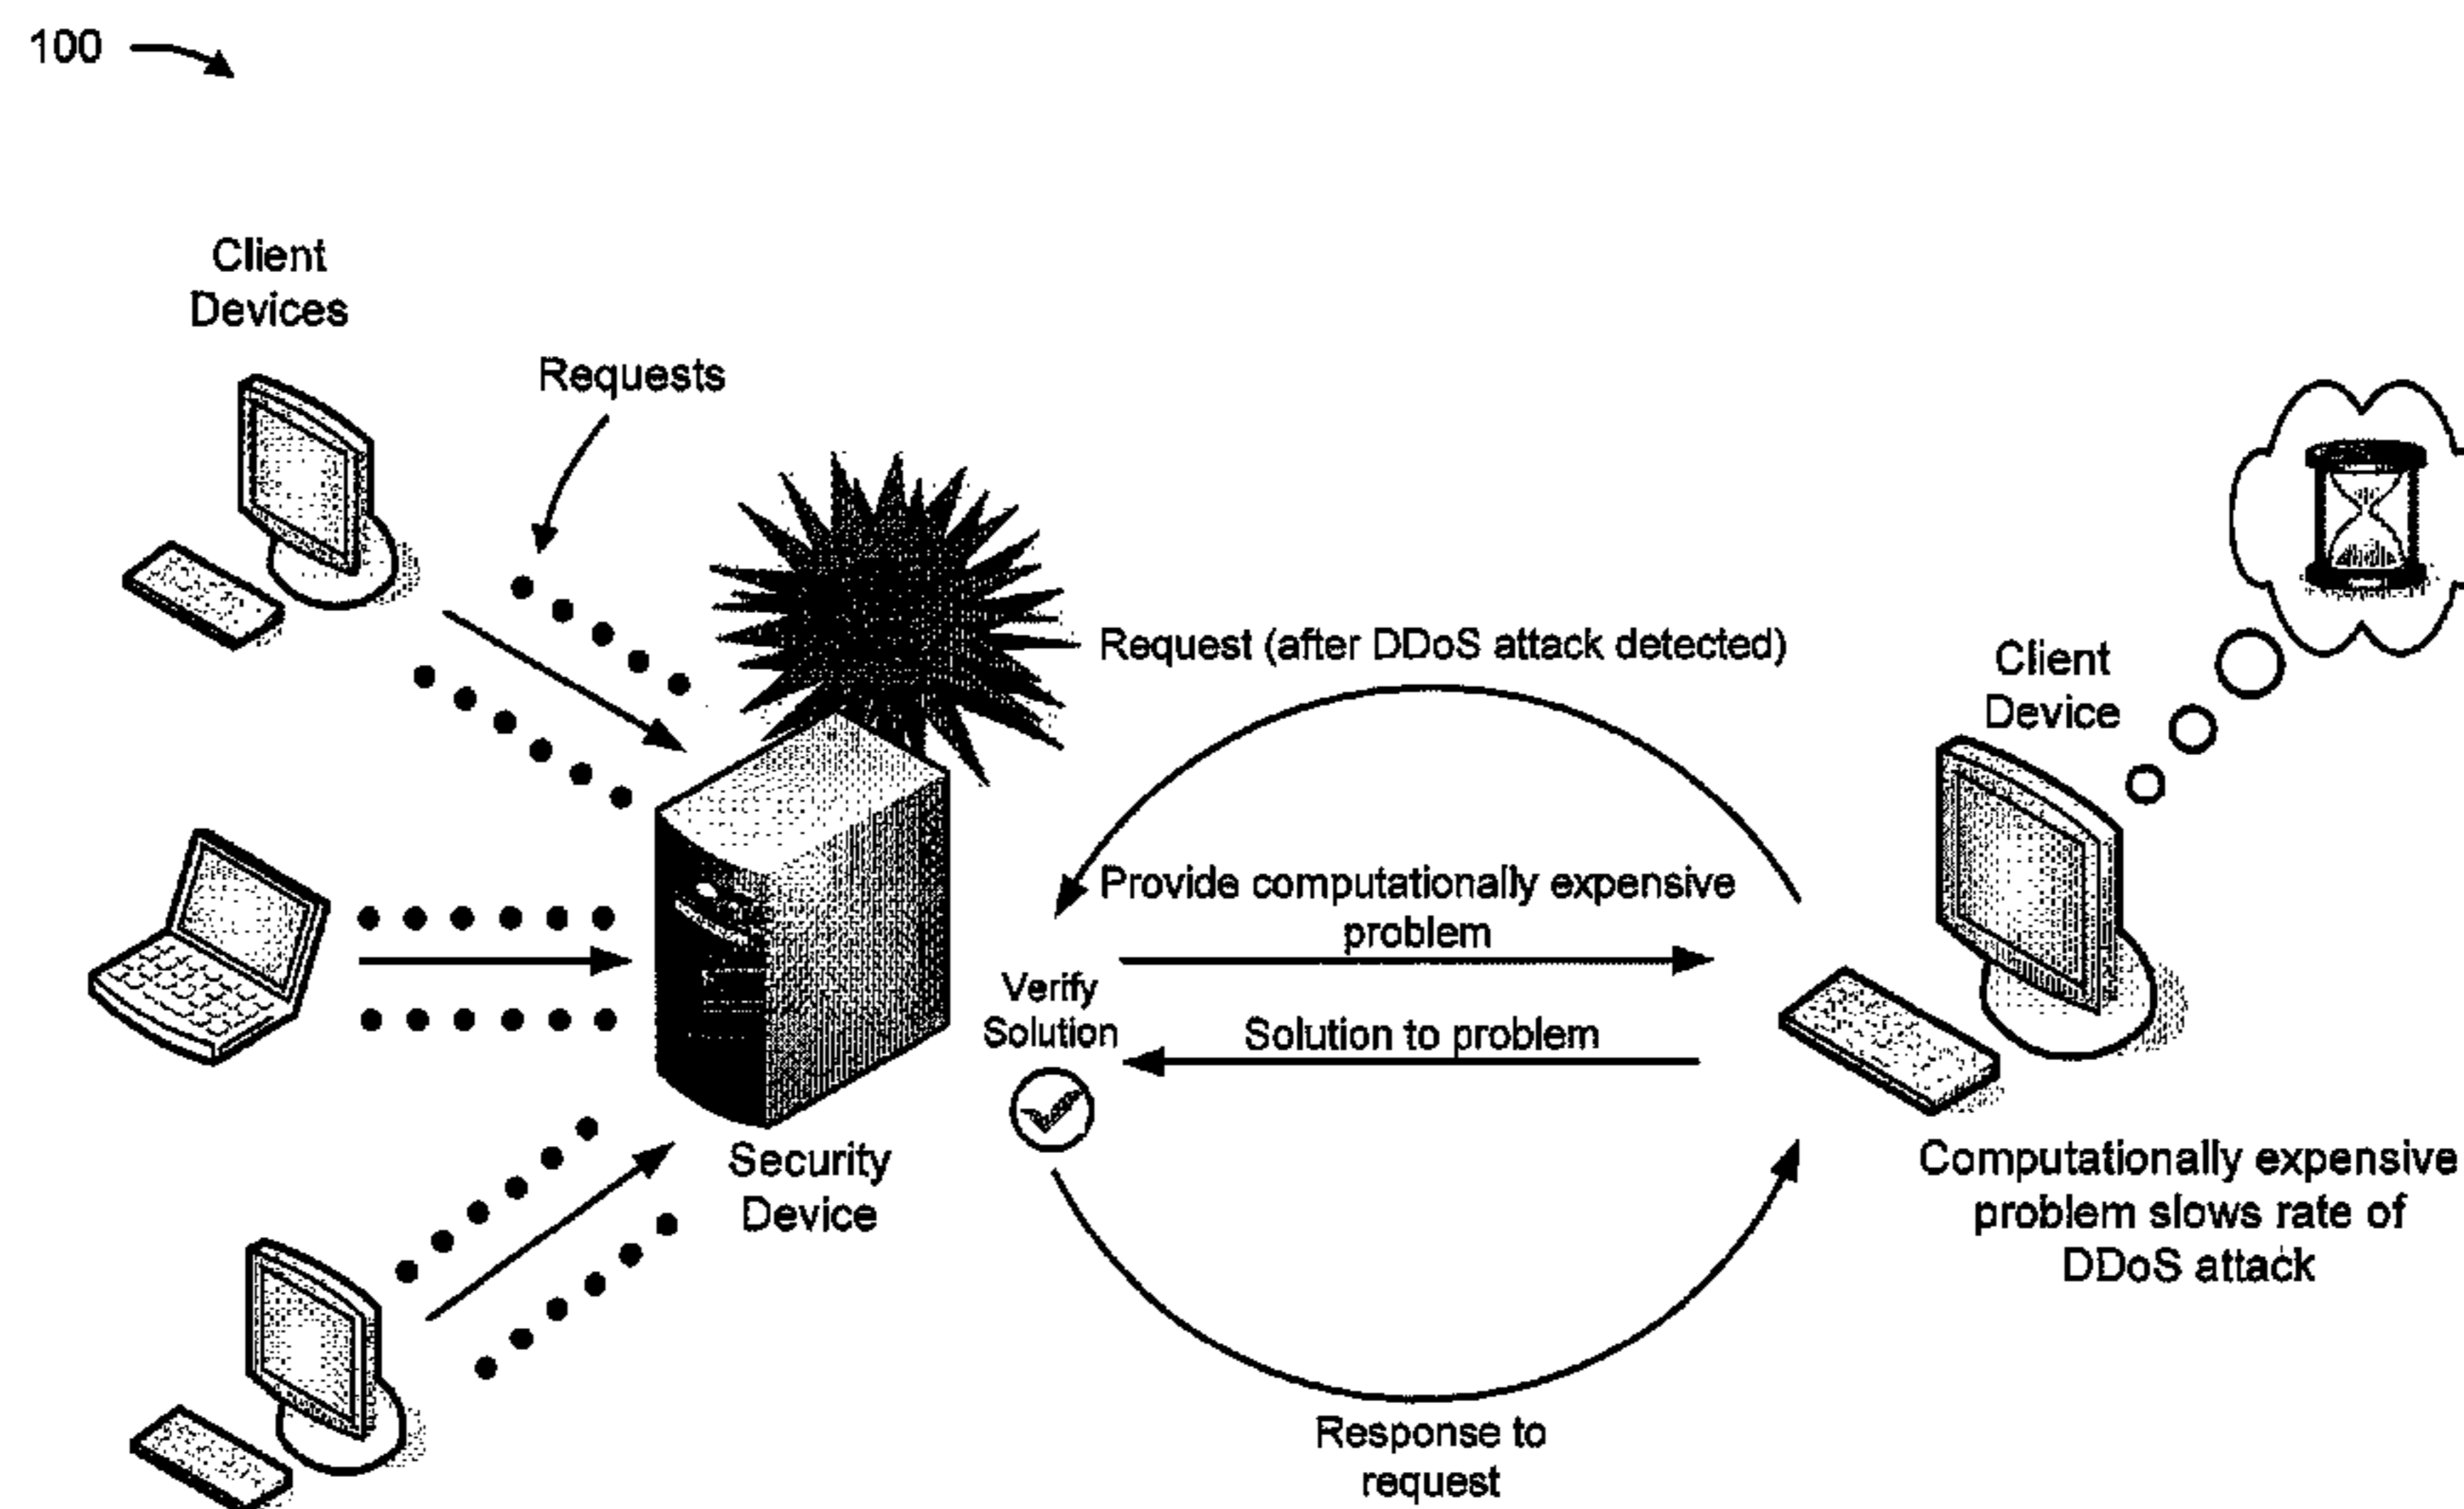 100
Client
Devices
Requests
Request (after DDoS attack detected)
Client
Device
Provide computationally expensive
problem
Verify
Solution
Solution to problem
Security
Device
Computationally expensive
problem slows rate of
DDoS attack
Response to
request